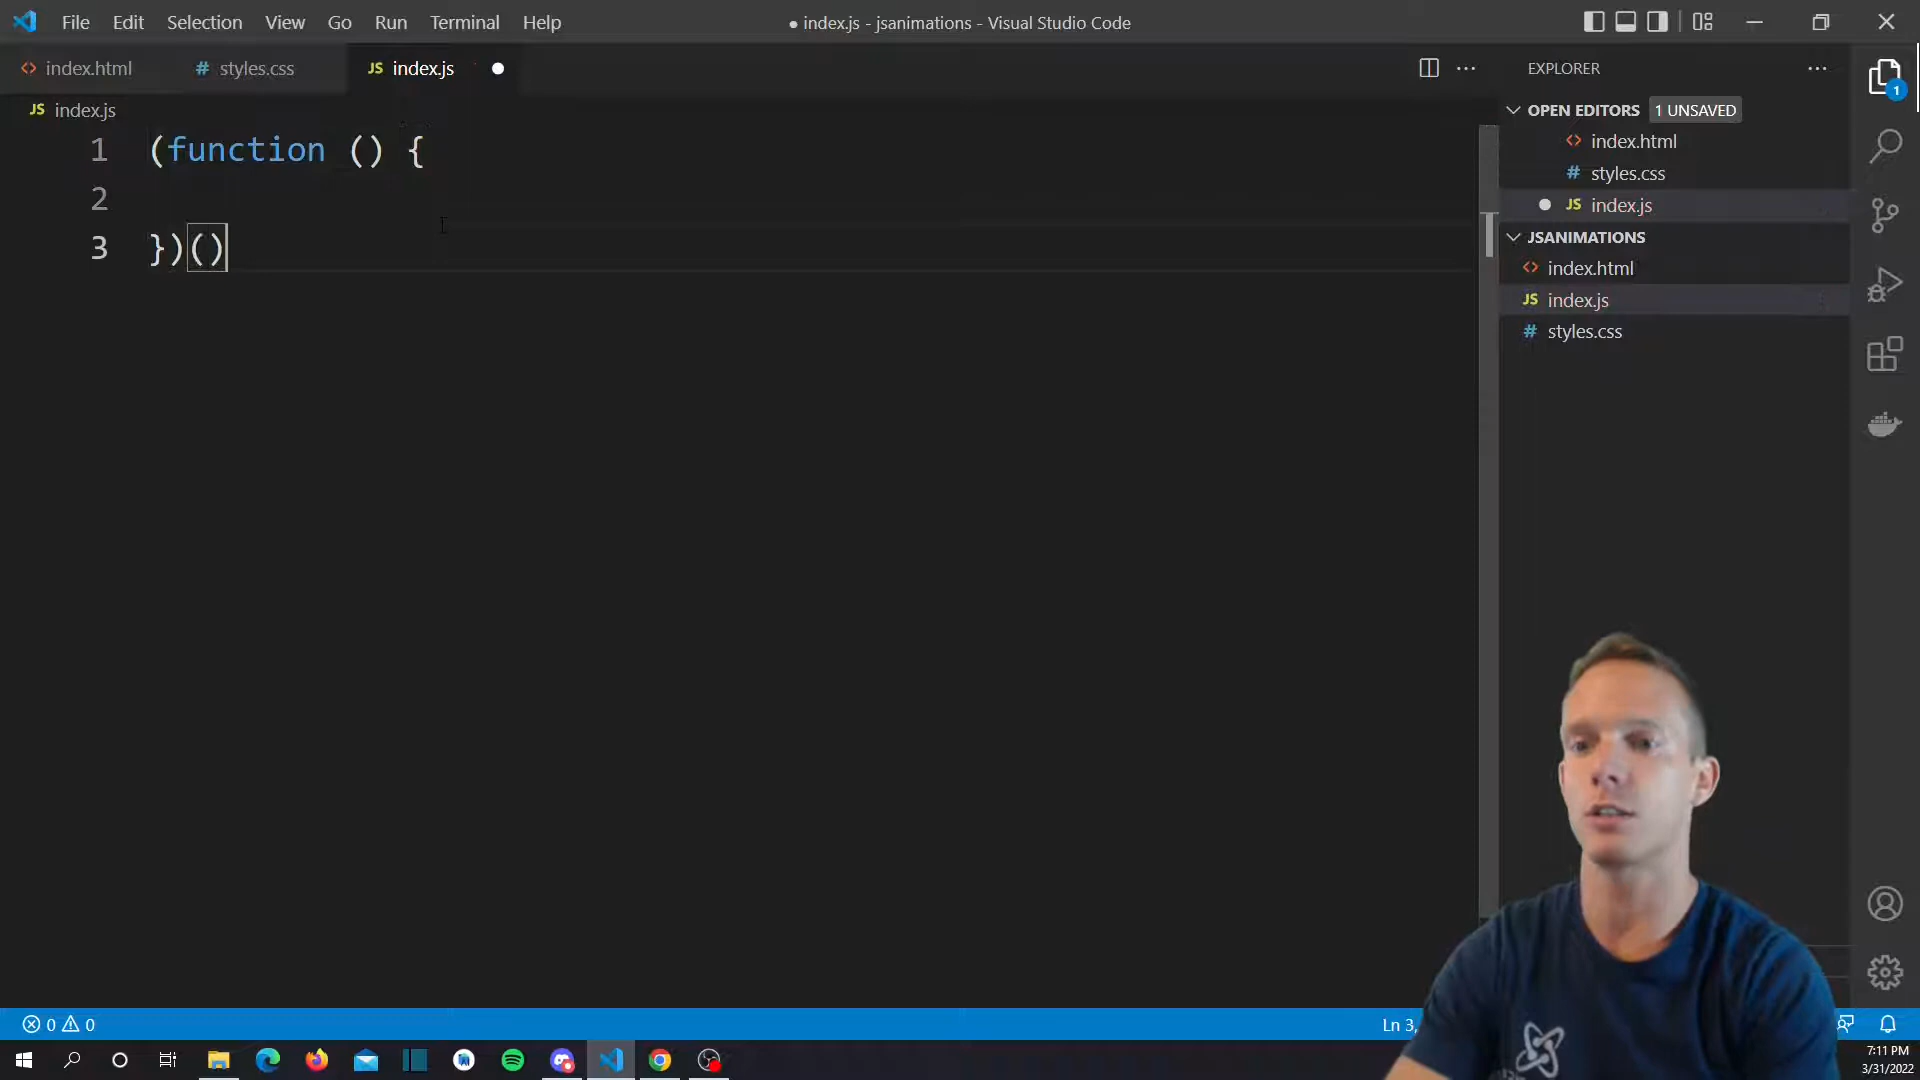 File Edit Selection View Go Run Terminal Help
● index.js - jsanimations - Visual Studio Code
<> index.html # styles.css JS index.js ●
JS index.js
1 (function () {
2
3 })()
EXPLORER
OPEN EDITORS 1 UNSAVED
<> index.html
# styles.css
● JS index.js
JSANIMATIONS
<> index.html
JS index.js
# styles.css
1
0 0
Ln 3,
7:11 PM
3/31/2022